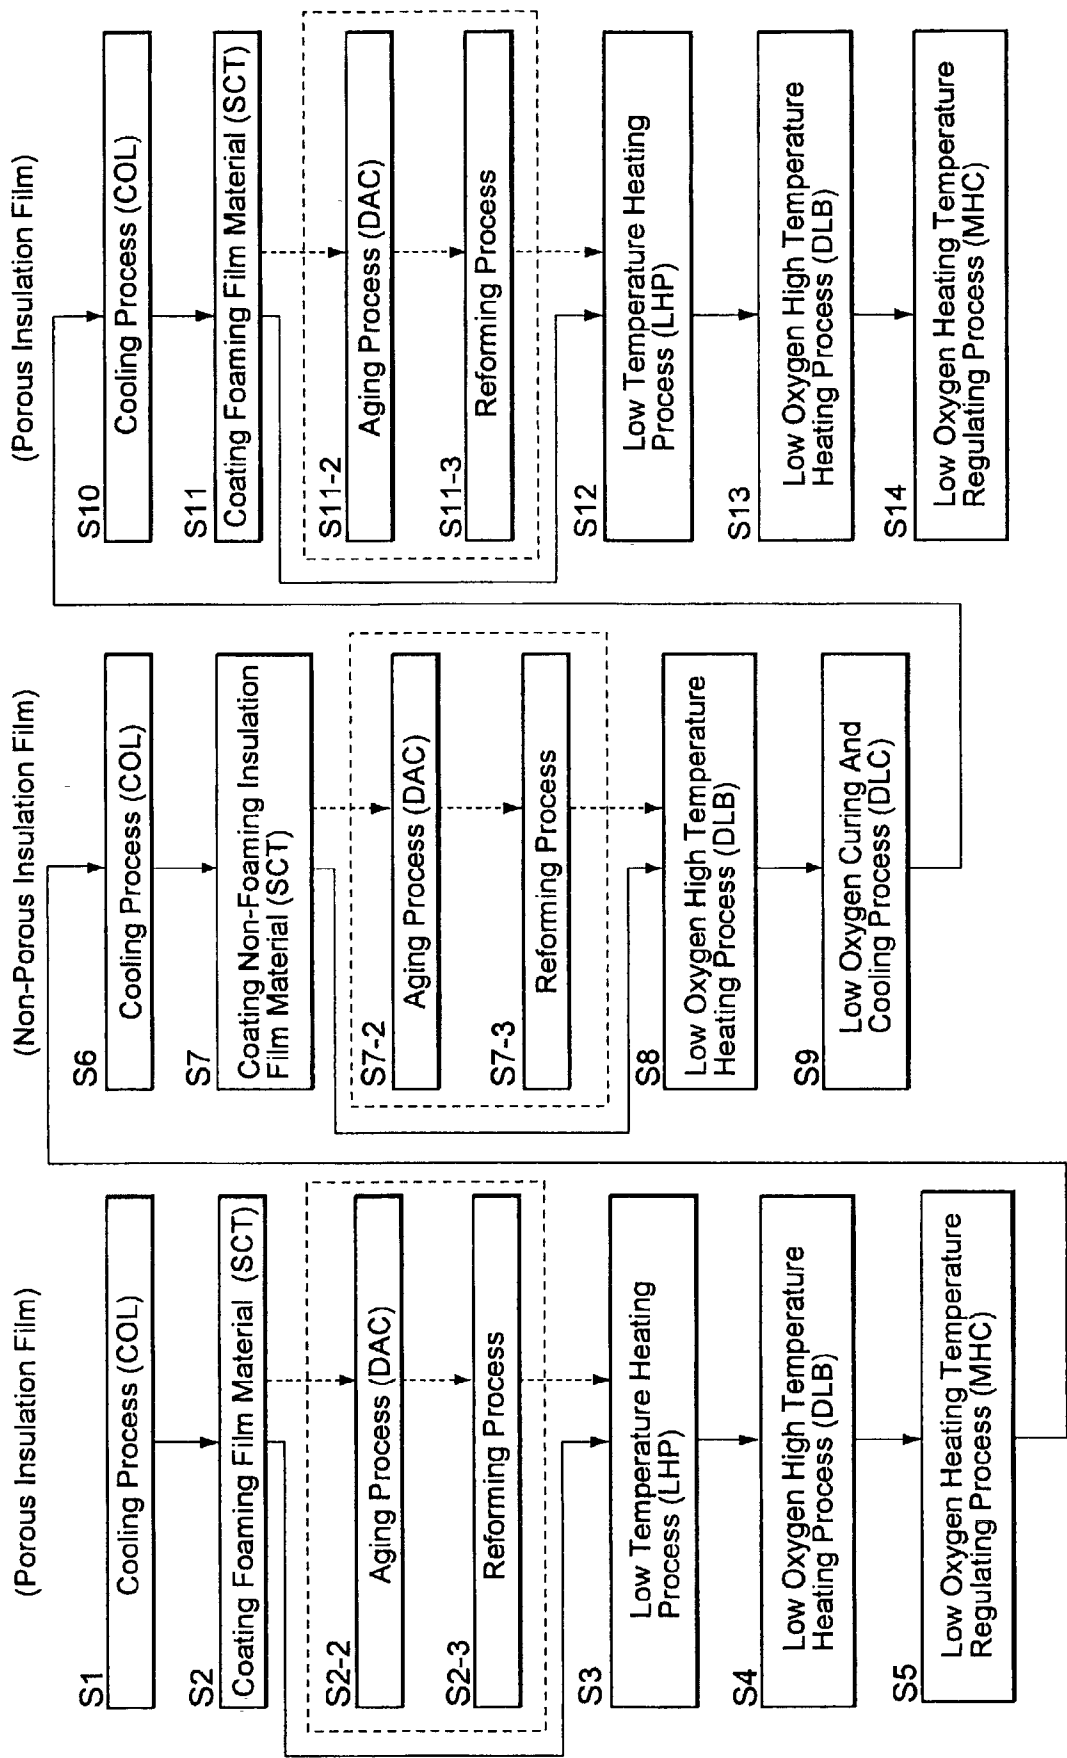 (Porous Insulation Film)
S1
Cooling Process (COL)
S2
Coating Foaming Film Material (SCT)
S2-2
Aging Process (DAC)
S2-3
Reforming Process
S3
Low Temperature Heating
Process (LHP)
S4
Low Oxygen High Temperature
Heating Process (DLB)
S5
Low Oxygen Heating Temperature
Regulating Process (MHC)
(Non-Porous Insulation Film)
S6
Cooling Process (COL)
S7
Coating Non-Foaming Insulation
Film Material (SCT)
S7-2
Aging Process (DAC)
S7-3
Reforming Process
S8
Low Oxygen High Temperature
Heating Process (DLB)
S9
Low Oxygen Curing And
Cooling Process (DLC)
(Porous Insulation Film)
S10
Cooling Process (COL)
S11
Coating Foaming Film Material (SCT)
S11-2
Aging Process (DAC)
S11-3
Reforming Process
S12
Low Temperature Heating
Process (LHP)
S13
Low Oxygen High Temperature
Heating Process (DLB)
S14
Low Oxygen Heating Temperature
Regulating Process (MHC)